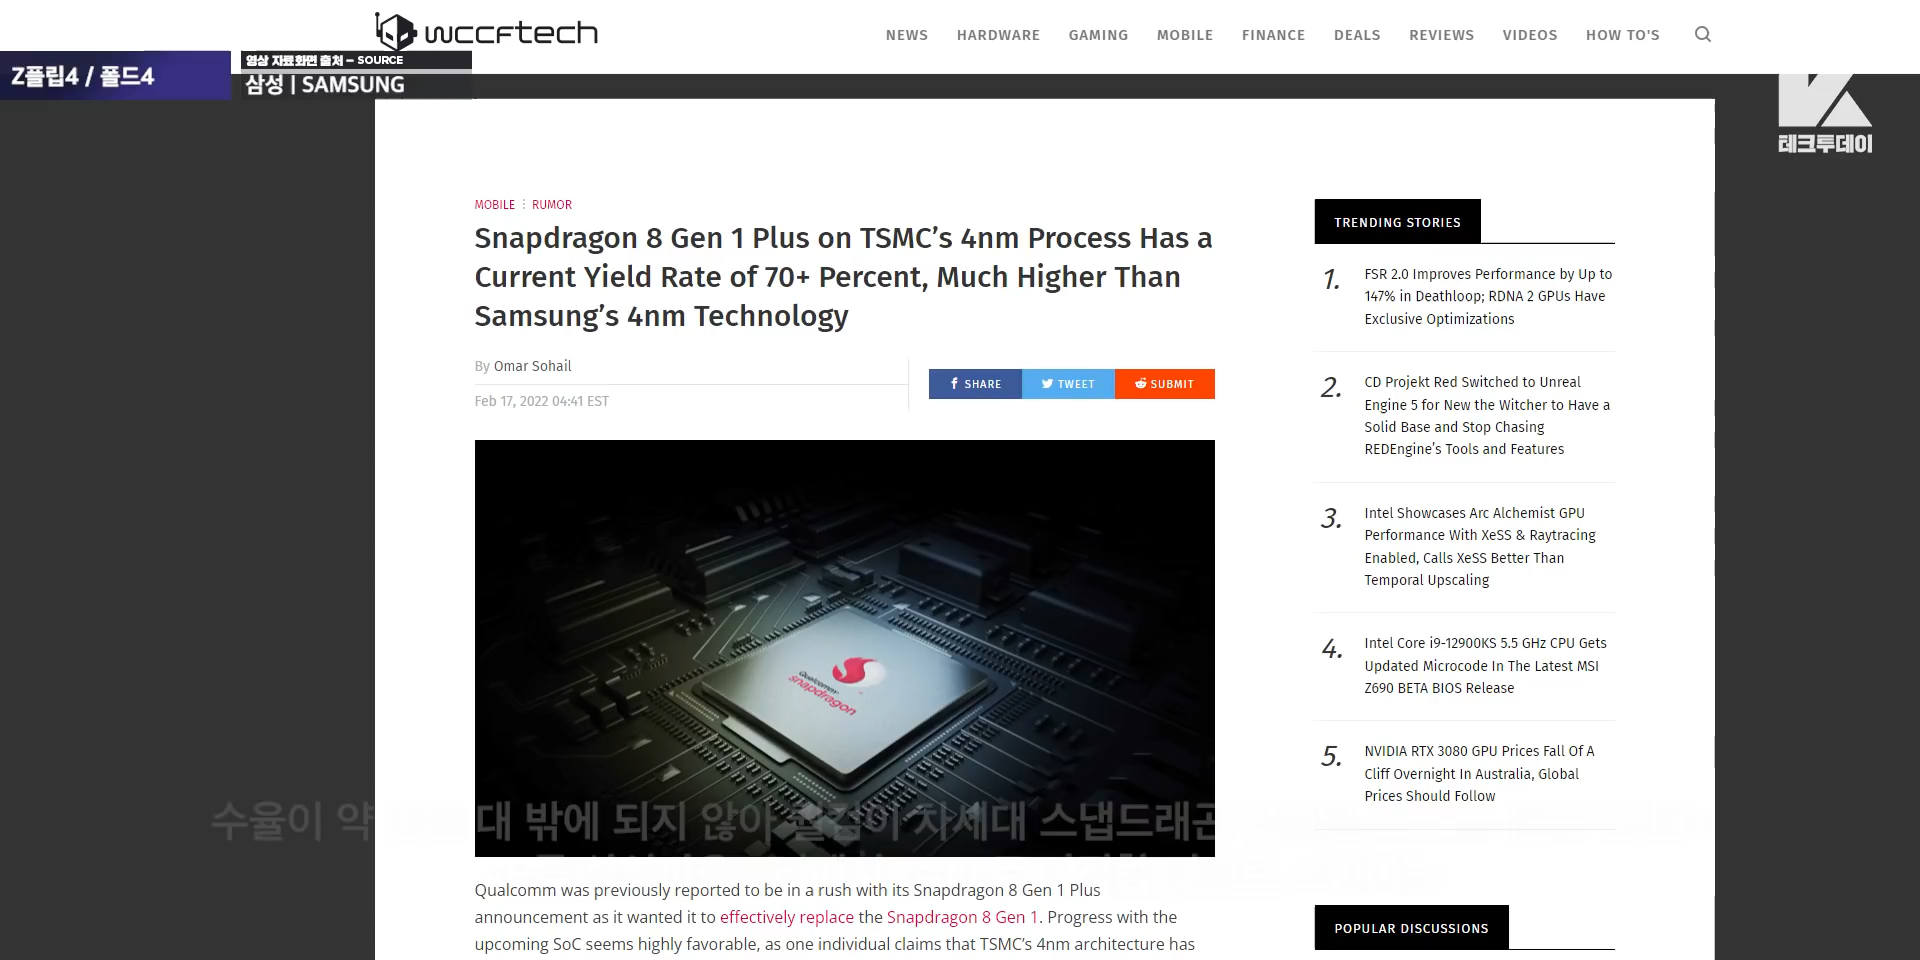 wccftech
NEWS HARDWARE GAMING MOBILE FINANCE DEALS REVIEWS VIDEOS HOW TO'S
Z플립4 / 폴드4
영상 자료화면 출처 – SOURCE
삼성 | SAMSUNG
테크투데이
MOBILE RUMOR
Snapdragon 8 Gen 1 Plus on TSMC’s 4nm Process Has a
Current Yield Rate of 70+ Percent, Much Higher Than
Samsung’s 4nm Technology
By Omar Sohail
Feb 17, 2022 04:41 EST
SHARE TWEET SUBMIT
Qualcomm
snapdragon
수율이 약 대 밖에 되지 않아 퀄컴이 차세대 스냅드래곤
Qualcomm was previously reported to be in a rush with its Snapdragon 8 Gen 1 Plus
announcement as it wanted it to effectively replace the Snapdragon 8 Gen 1. Progress with the
upcoming SoC seems highly favorable, as one individual claims that TSMC’s 4nm architecture has
TRENDING STORIES
1. FSR 2.0 Improves Performance by Up to
147% in Deathloop; RDNA 2 GPUs Have
Exclusive Optimizations
2. CD Projekt Red Switched to Unreal
Engine 5 for New the Witcher to Have a
Solid Base and Stop Chasing
REDEngine’s Tools and Features
3. Intel Showcases Arc Alchemist GPU
Performance With XeSS & Raytracing
Enabled, Calls XeSS Better Than
Temporal Upscaling
4. Intel Core i9-12900KS 5.5 GHz CPU Gets
Updated Microcode In The Latest MSI
Z690 BETA BIOS Release
5. NVIDIA RTX 3080 GPU Prices Fall Of A
Cliff Overnight In Australia, Global
Prices Should Follow
POPULAR DISCUSSIONS